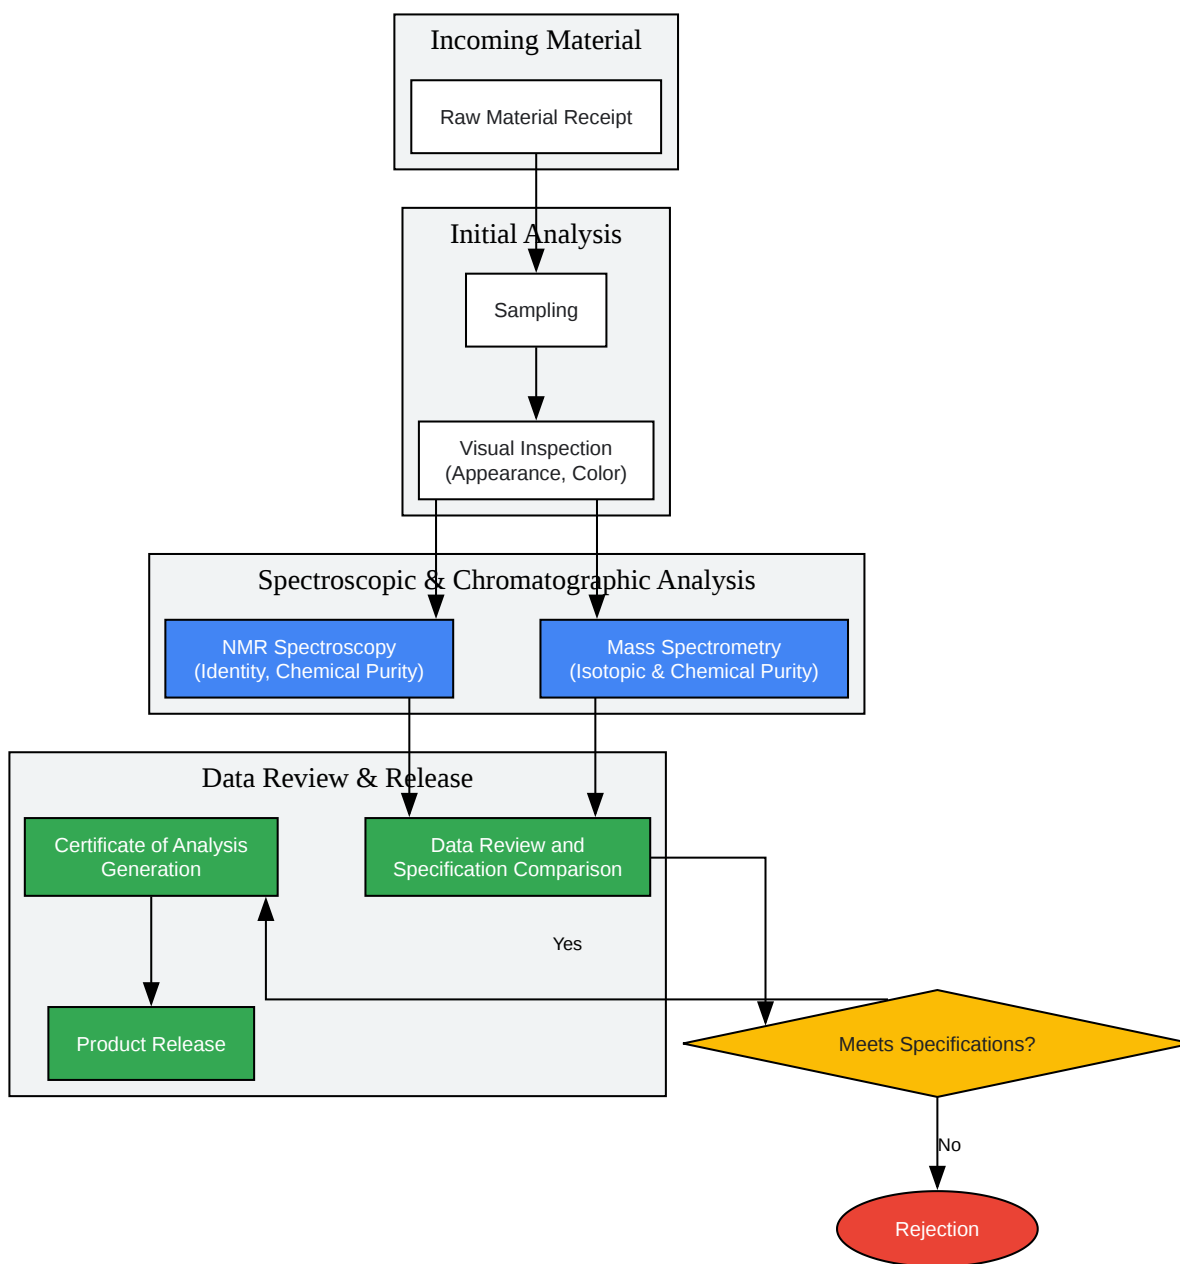 Incoming Material
Raw Material Receipt
Initial Analysis
Sampling
Visual Inspection
(Appearance, Color)
Spectroscopic & Chromatographic Analysis
NMR Spectroscopy
(Identity, Chemical Purity)
Mass Spectrometry
(Isotopic & Chemical Purity)
Data Review & Release
Certificate of Analysis
Generation
Data Review and
Specification Comparison
Yes
Product Release
Meets Specifications?
No
Rejection